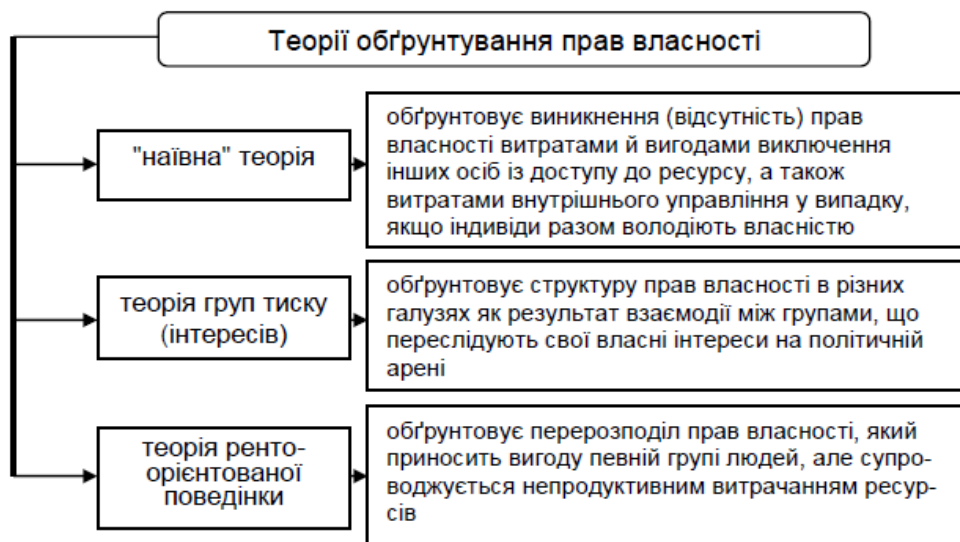 Теорії обґрунтування прав власності
"наївна" теорія
обґрунтовує виникнення (відсутність) прав
власності витратами й вигодами виключення
інших осіб із доступу до ресурсу, а також
витратами внутрішнього управління у випадку,
якщо індивіди разом володіють власністю
теорія груп тиску
(інтересів)
обґрунтовує структуру прав власності в різних
галузях як результат взаємодії між групами, що
переслідують свої власні інтереси на політичній
арені
теорія ренто-
орієнтованої
поведінки
обґрунтовує перерозподіл прав власності, який
приносить вигоду певній групі людей, але супро-
воджується непродуктивним витрачанням ресур-
сів